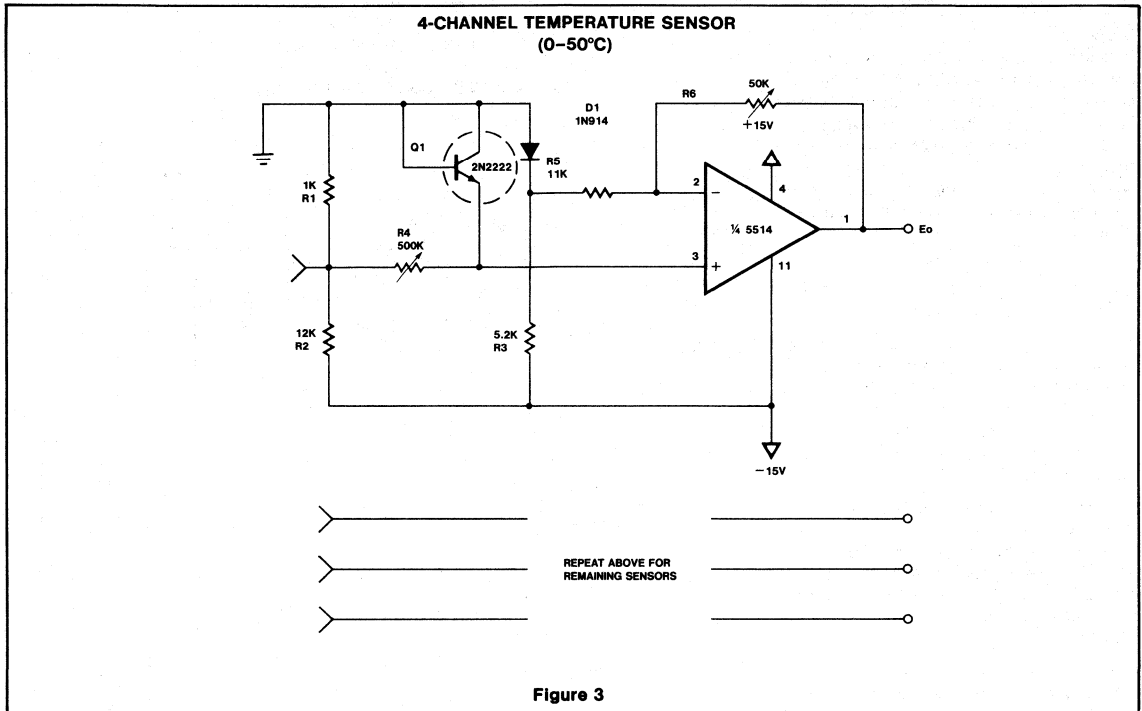 4-CHANNEL TEMPERATURE SENSOR
(0–50°C)
50K
R6
+15V
D1
1N914
Q1
2N2222
R5
11K
1K
R1
2
−
4
¼ 5514
1
Eo
R4
500K
3
+
11
12K
R2
5.2K
R3
−15V
REPEAT ABOVE FOR
REMAINING SENSORS
Figure 3